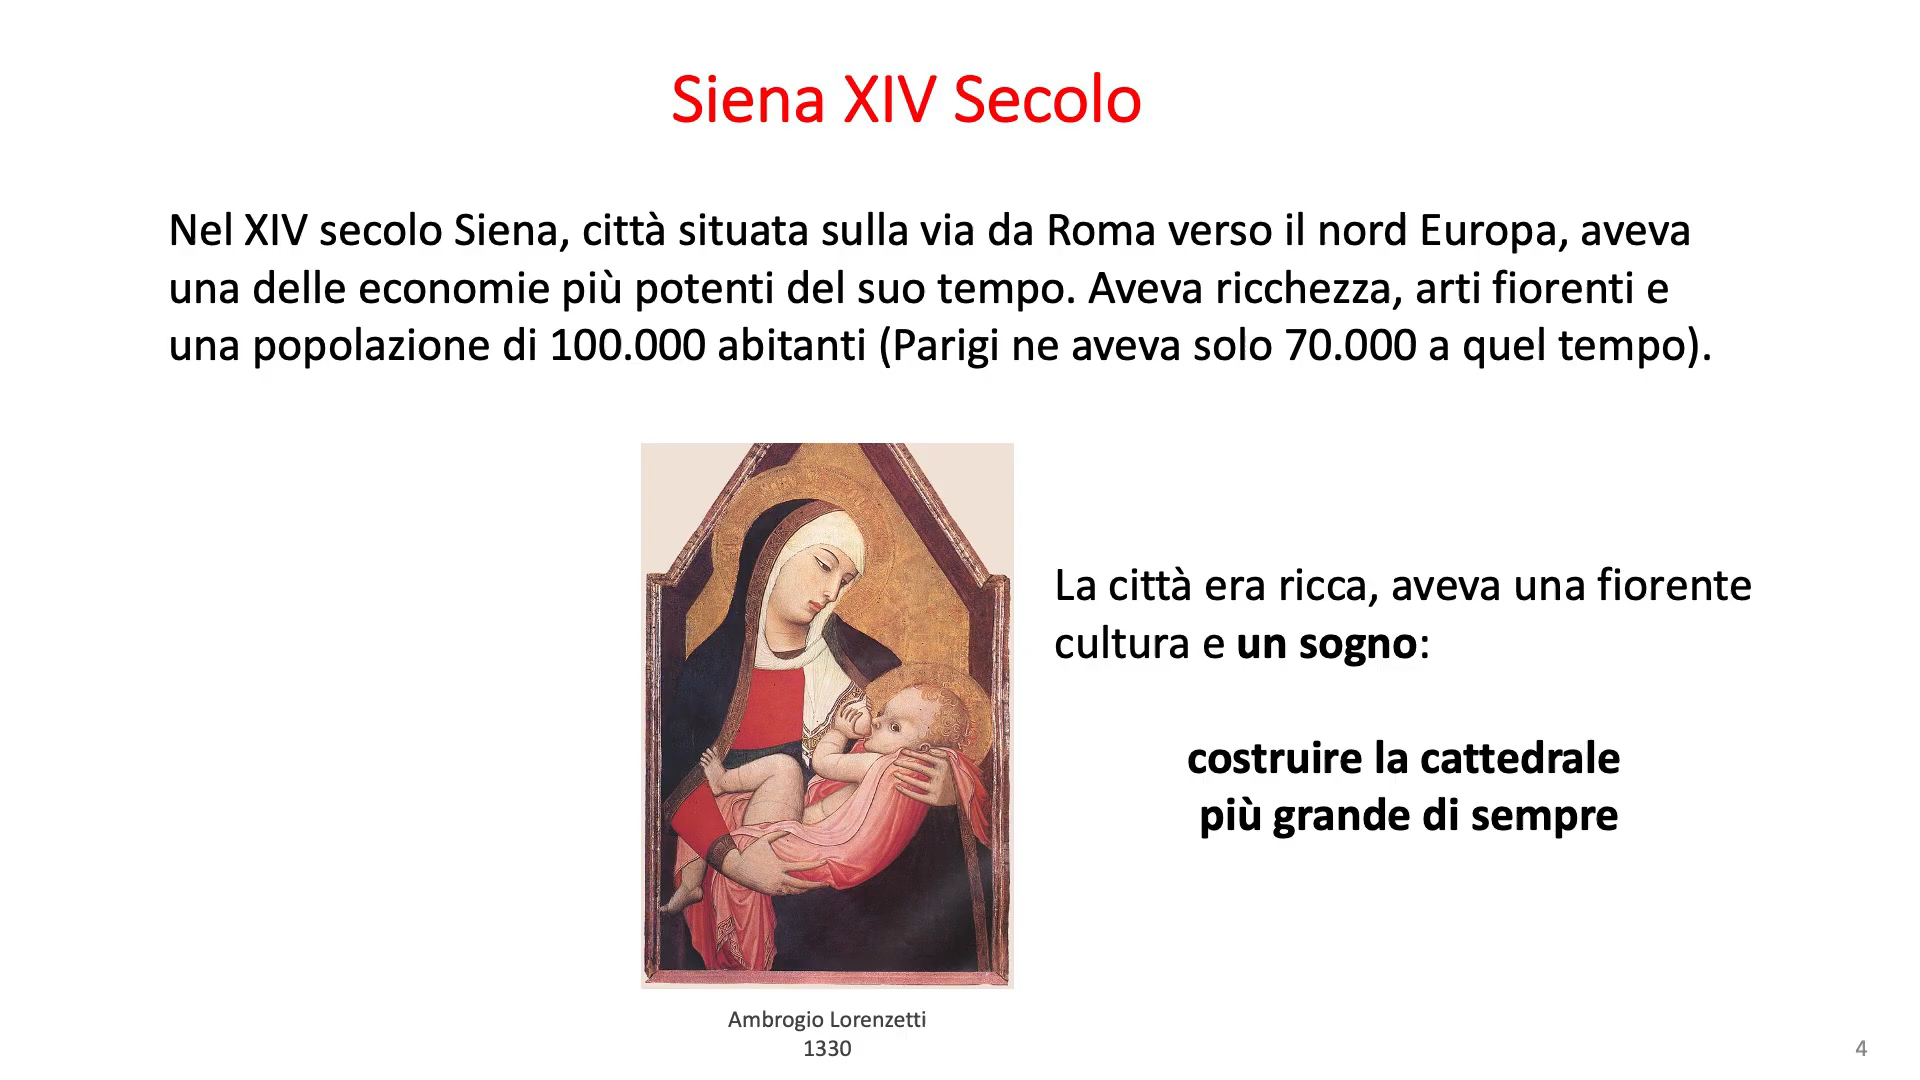 Siena XIV Secolo
Nel XIV secolo Siena, città situata sulla via da Roma verso il nord Europa, aveva
una delle economie più potenti del suo tempo. Aveva ricchezza, arti fiorenti e
una popolazione di 100.000 abitanti (Parigi ne aveva solo 70.000 a quel tempo).
La città era ricca, aveva una fiorente
cultura e un sogno:
costruire la cattedrale
più grande di sempre
Ambrogio Lorenzetti
1330
4